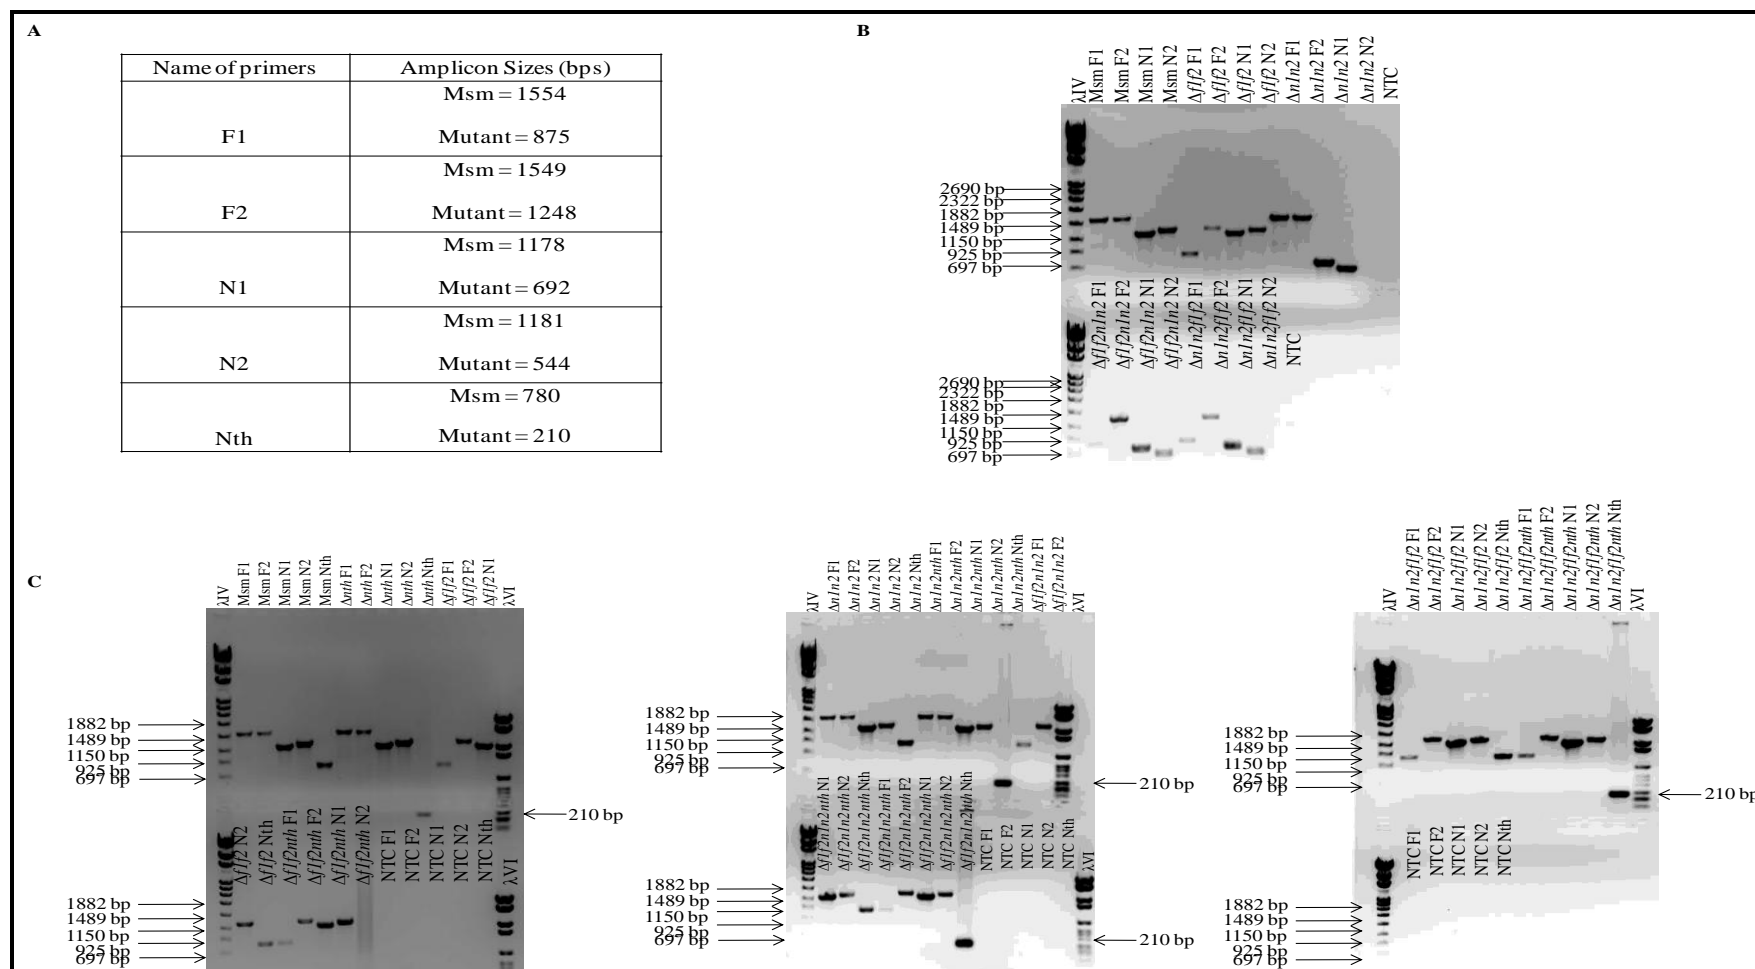 A
Name of primers Amplicon Sizes (bps)
F1 Msm = 1554
Mutant = 875
F2 Msm = 1549
Mutant = 1248
N1 Msm = 1178
Mutant = 692
N2 Msm = 1181
Mutant = 544
Nth Msm = 780
Mutant = 210
B
λIV
Msm F1
Msm F2
Msm N1
Msm N2
Δf1f2 F1
Δf1f2 F2
Δf1f2 N1
Δf1f2 N2
Δn1n2 F1
Δn1n2 F2
Δn1n2 N1
Δn1n2 N2
NTC
2690 bp
2322 bp
1882 bp
1489 bp
1150 bp
925 bp
697 bp
Δf1f2n1n2 F1
Δf1f2n1n2 F2
Δf1f2n1n2 N1
Δf1f2n1n2 N2
Δn1n2f1f2 F1
Δn1n2f1f2 F2
Δn1n2f1f2 N1
Δn1n2f1f2 N2
NTC
2690 bp
2322 bp
1882 bp
1489 bp
1150 bp
925 bp
697 bp
C
λIV
Msm F1
Msm F2
Msm N1
Msm N2
Msm Nth
Δnth F1
Δnth F2
Δnth N1
Δnth N2
Δnth Nth
Δf1f2 F1
Δf1f2 F2
Δf1f2 N1
λVI
1882 bp
1489 bp
1150 bp
925 bp
697 bp
210 bp
Δf1f2 N2
Δf1f2 Nth
Δf1f2nth F1
Δf1f2nth F2
Δf1f2nth N1
Δf1f2nth N2
NTC F1
NTC F2
NTC N1
NTC N2
NTC Nth
λVI
1882 bp
1489 bp
1150 bp
925 bp
697 bp
λIV
Δn1n2 F1
Δn1n2 F2
Δn1n2 N1
Δn1n2 N2
Δn1n2 Nth
Δn1n2nth F1
Δn1n2nth F2
Δn1n2nth N1
Δn1n2nth N2
Δn1n2nth Nth
Δf1f2n1n2 F1
Δf1f2n1n2 F2
λVI
1882 bp
1489 bp
1150 bp
925 bp
697 bp
210 bp
Δf1f2n1n2nth N1
Δf1f2n1n2nth N2
Δf1f2n1n2nth Nth
Δf1f2n1n2nth F1
Δf1f2n1n2nth F2
Δf1f2n1n2nth N1
Δf1f2n1n2nth N2
Δf1f2n1n2nth Nth
NTC F1
NTC F2
NTC N1
NTC N2
NTC Nth
λVI
1882 bp
1489 bp
1150 bp
925 bp
697 bp
210 bp
λIV
Δn1n2f1f2 F1
Δn1n2f1f2 F2
Δn1n2f1f2 N1
Δn1n2f1f2 N2
Δn1n2f1f2 Nth
Δn1n2f1f2nth F1
Δn1n2f1f2nth F2
Δn1n2f1f2nth N1
Δn1n2f1f2nth N2
Δn1n2f1f2nth Nth
λVI
1882 bp
1489 bp
1150 bp
925 bp
697 bp
210 bp
NTC F1
NTC F2
NTC N1
NTC N2
NTC Nth
1882 bp
1489 bp
1150 bp
925 bp
697 bp